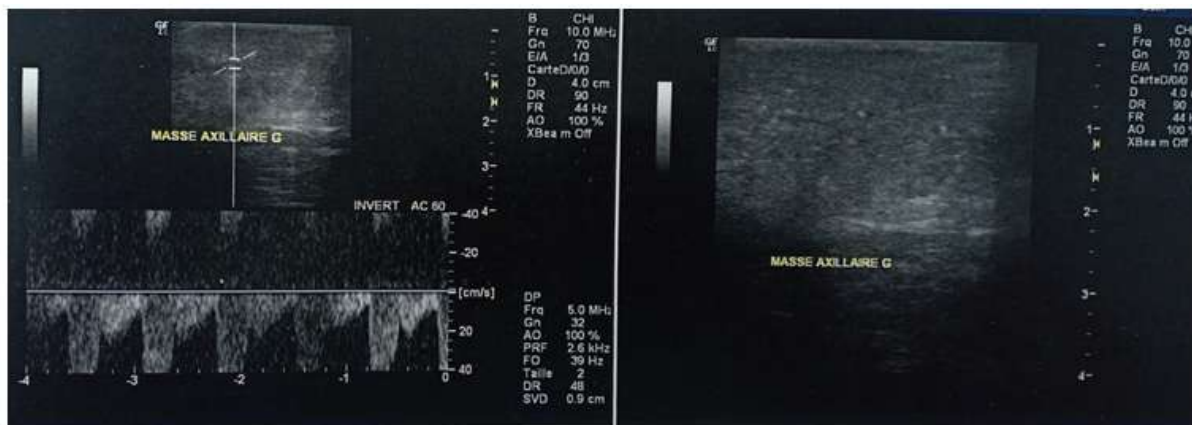 B CHI
Frq 10.0 MHz
Gn 70
E/A 1/3
CarteD/0/0
D 4.0 cm
DR 90
FR 44 Hz
AO 100 %
XBeam Off
1
2
3
4
MASSE AXILLAIRE G
INVERT AC 60
-40
-20
[cm/s]
20
40
-4
-3
-2
-1
0
DP
Frq 5.0 MHz
Gn 32
AO 100 %
PRF 2.6 kHz
FO 39 Hz
Taille 2
DR 48
SVD 0.9 cm
B CHI
Frq 10.0
Gn 70
E/A 1/3
CarteD/0/0
D 4.0 c
DR 90
FR 44 H
AO 100 %
XBeam Off
1
2
3
4
MASSE AXILLAIRE G